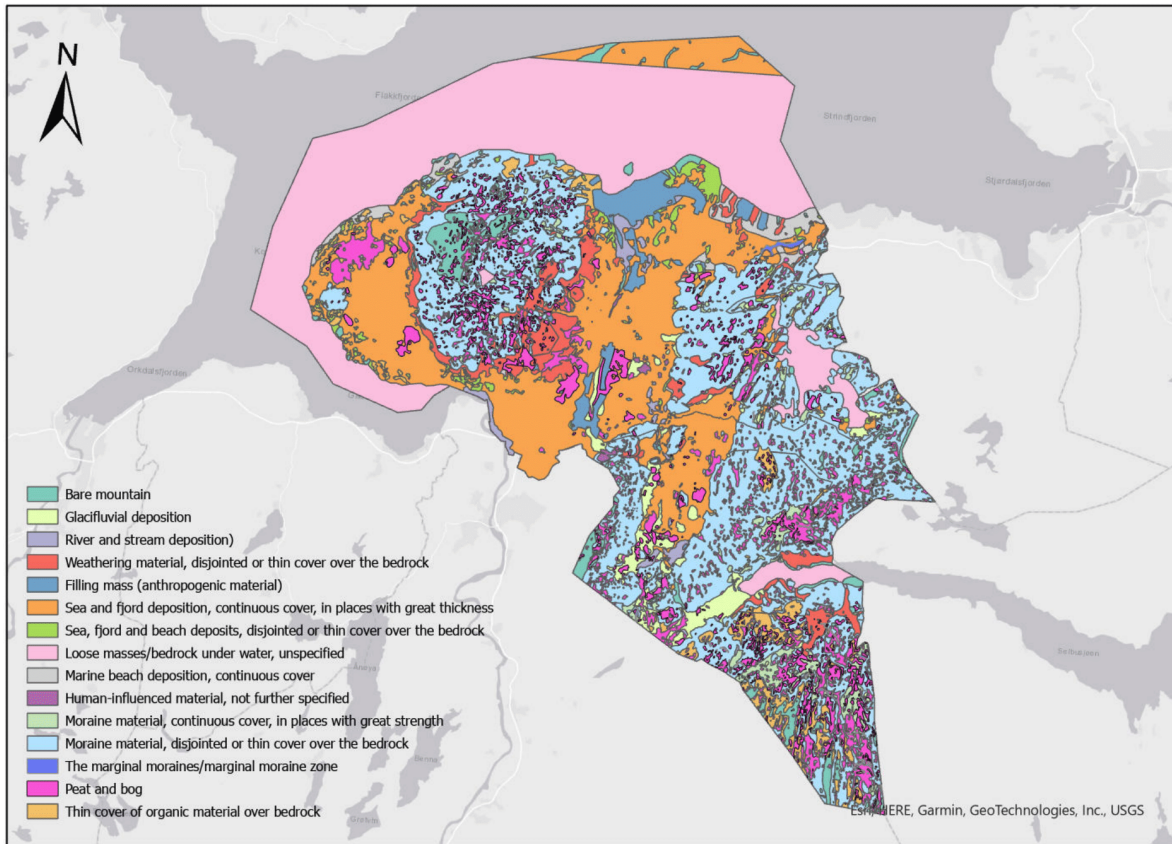 N
Flakkfjorden
Strindfjorden
Stjørdalsfjorden
Orkdalsfjorden
Bare mountain
Glacifluvial deposition
River and stream deposition)
Weathering material, disjointed or thin cover over the bedrock
Filling mass (anthropogenic material)
Sea and fjord deposition, continuous cover, in places with great thickness
Sea, fjord and beach deposits, disjointed or thin cover over the bedrock
Loose masses/bedrock under water, unspecified
Marine beach deposition, continuous cover
Human-influenced material, not further specified
Moraine material, continuous cover, in places with great strength
Moraine material, disjointed or thin cover over the bedrock
The marginal moraines/marginal moraine zone
Peat and bog
Thin cover of organic material over bedrock
Ånøya
Benna
Selbusjøen
Esri, HERE, Garmin, GeoTechnologies, Inc., USGS